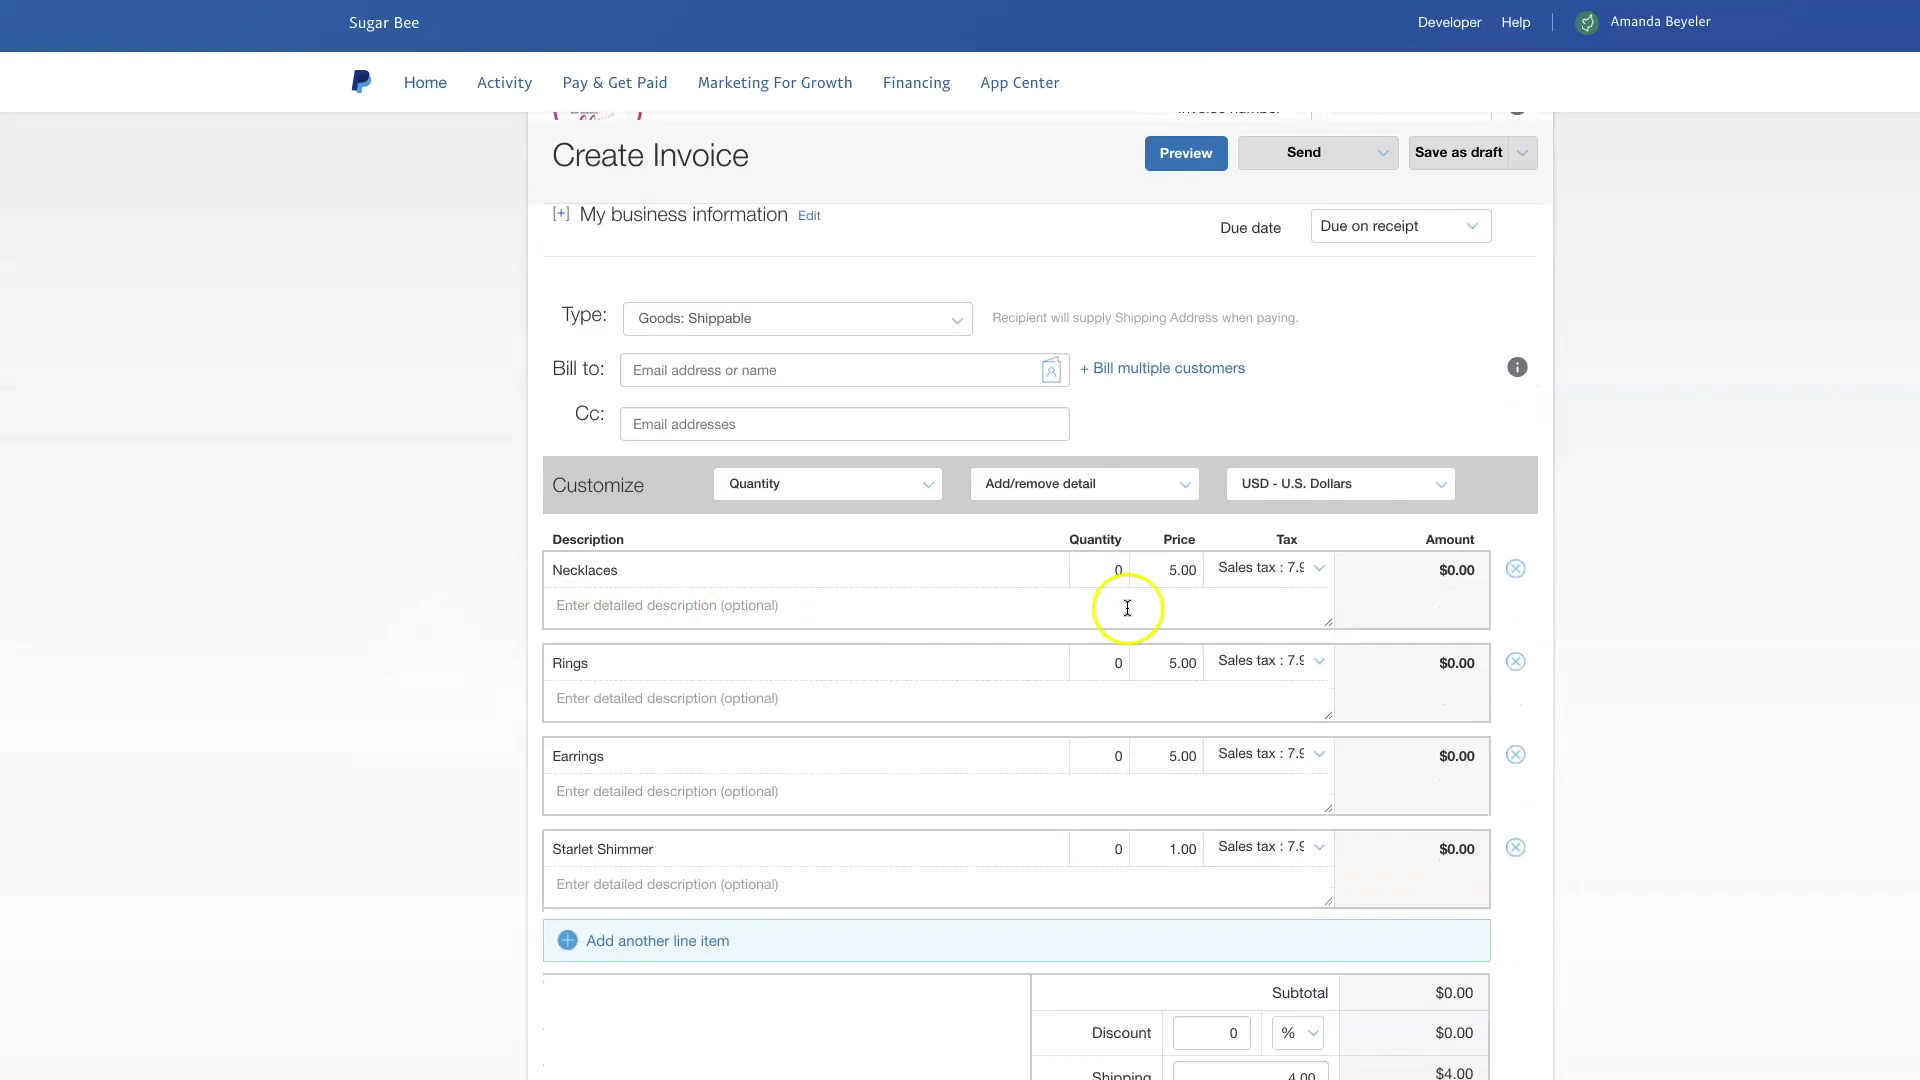 Sugar Bee Developer Help Amanda Beyeler
Home Activity Pay & Get Paid Marketing For Growth Financing App Center
Create Invoice Preview Send Save as draft
[+] My business information Edit
Due date Due on receipt
Type: Goods: Shippable Recipient will supply Shipping Address when paying.
Bill to: Email address or name + Bill multiple customers
Cc: Email addresses
Customize Quantity Add/remove detail USD - U.S. Dollars
Description Quantity Price Tax Amount
Necklaces 0 5.00 Sales tax : 7.9 $0.00
Enter detailed description (optional)
Rings 0 5.00 Sales tax : 7.9 $0.00
Enter detailed description (optional)
Earrings 0 5.00 Sales tax : 7.9 $0.00
Enter detailed description (optional)
Starlet Shimmer 0 1.00 Sales tax : 7.9 $0.00
Enter detailed description (optional)
Add another line item
Subtotal $0.00
Discount 0 % $0.00
Shipping 4.00 $4.00